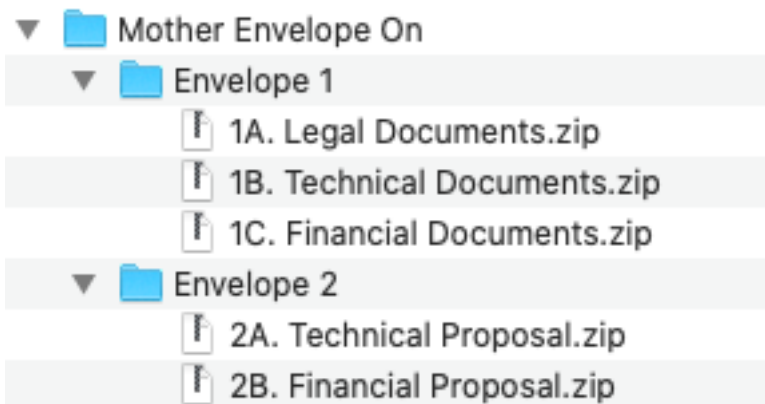 Mother Envelope On
Envelope 1
1A. Legal Documents.zip
1B. Technical Documents.zip
1C. Financial Documents.zip
Envelope 2
2A. Technical Proposal.zip
2B. Financial Proposal.zip